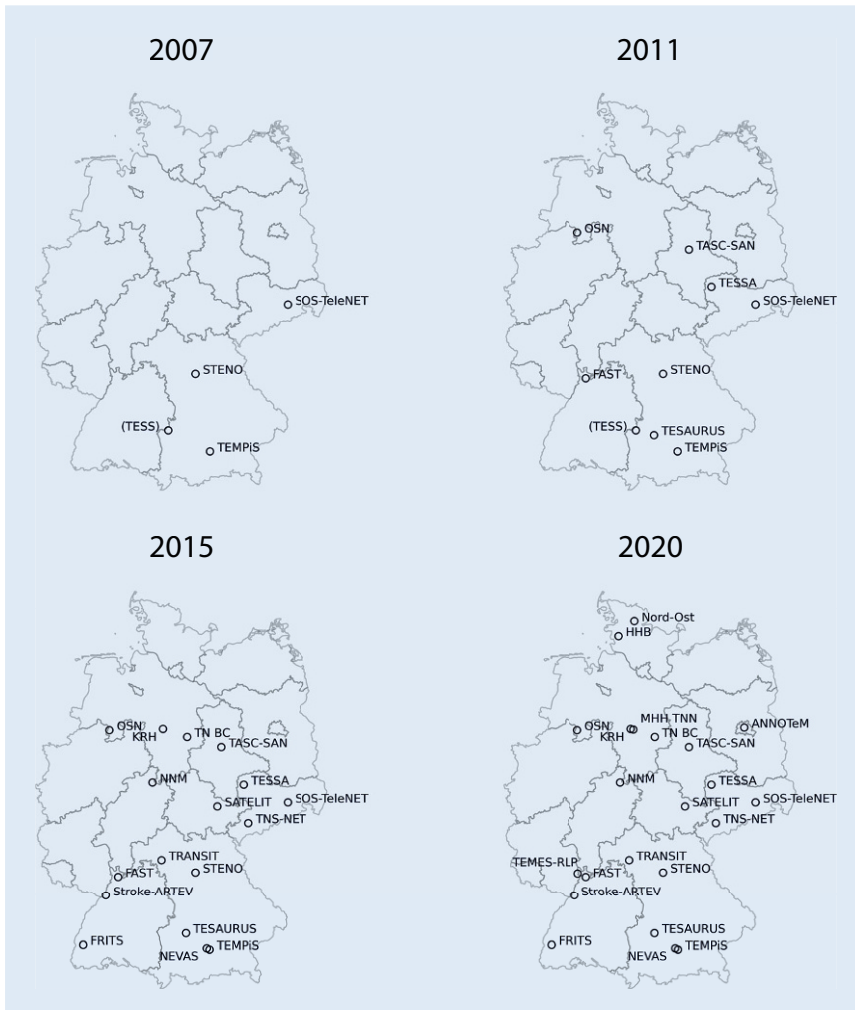 2007
SOS-TeleNET
STENO
(TESS)
TEMPiS
2011
OSN
TASC-SAN
TESSA
SOS-TeleNET
FAST
STENO
(TESS)
TESAURUS
TEMPiS
2015
OSN
KRH
TN BC
TASC-SAN
NNM
TESSA
SATELIT
SOS-TeleNET
TNS-NET
TRANSIT
FAST
STENO
Stroke-ARTEV
TESAURUS
FRITS
TEMPiS
NEVAS
2020
Nord-Ost
HHB
MHH TNN
ANNOTeM
OSN
KRH
TN BC
TASC-SAN
NNM
TESSA
SATELIT
SOS-TeleNET
TNS-NET
TEMES-RLP
TRANSIT
FAST
STENO
Stroke-ARTEV
TESAURUS
FRITS
TEMPiS
NEVAS